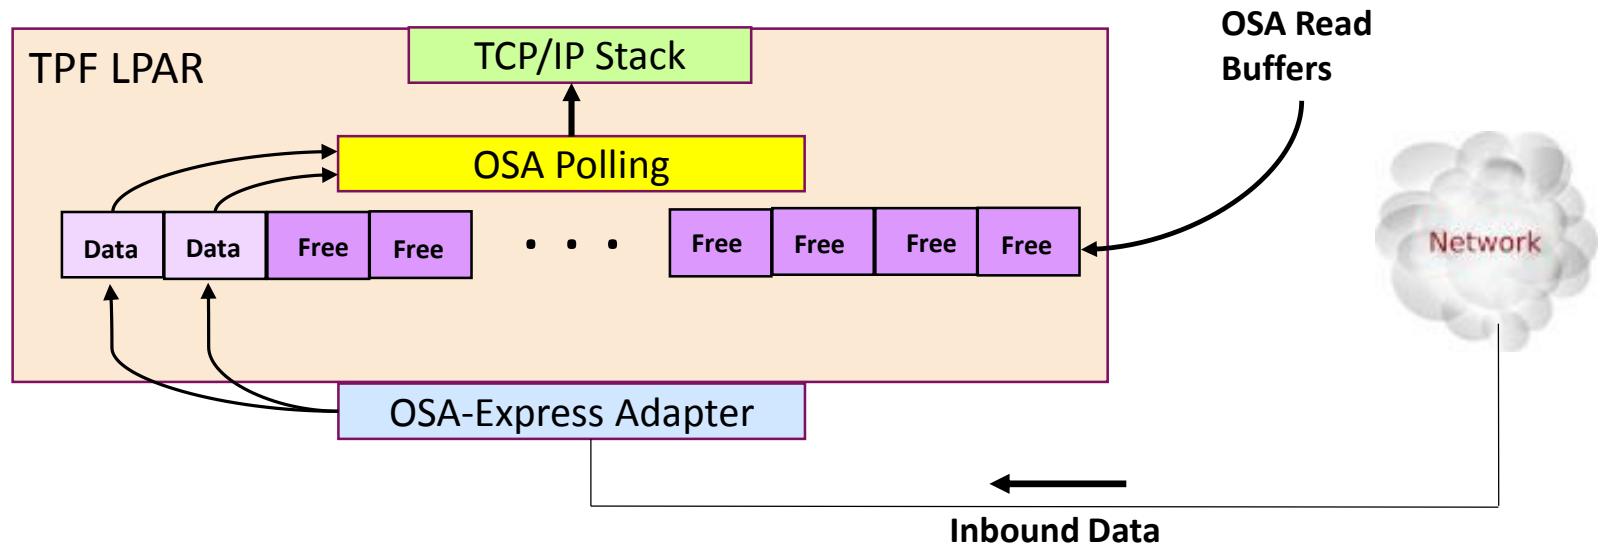 OSA Read
Buffers
TCP/IP Stack
TPF LPAR
OSA Polling
Data Data Free Free . . . Free Free Free Free
Network
OSA-Express Adapter
Inbound Data